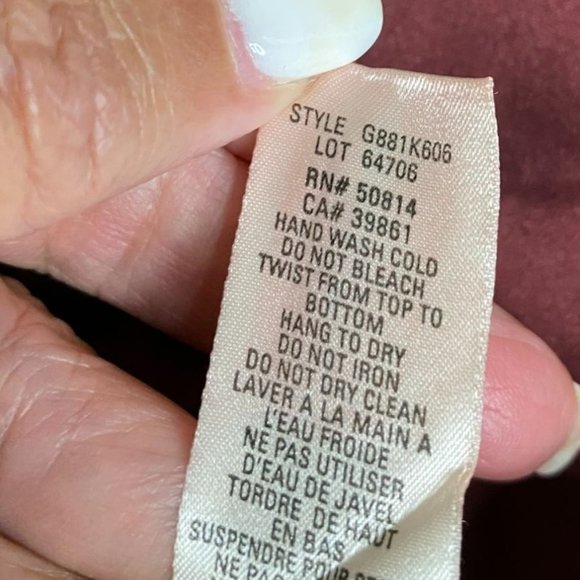 STYLE G881K606
LOT 64706
RN# 50814
CA# 39861
HAND WASH COLD
DO NOT BLEACH
TWIST FROM TOP TO
BOTTOM
HANG TO DRY
DO NOT IRON
DO NOT DRY CLEAN
LAVER A LA MAIN A
L'EAU FROIDE
NE PAS UTILISER
D'EAU DE JAVEL
TORDRE DE HAUT
EN BAS
SUSPENDRE POUR
NE PAS